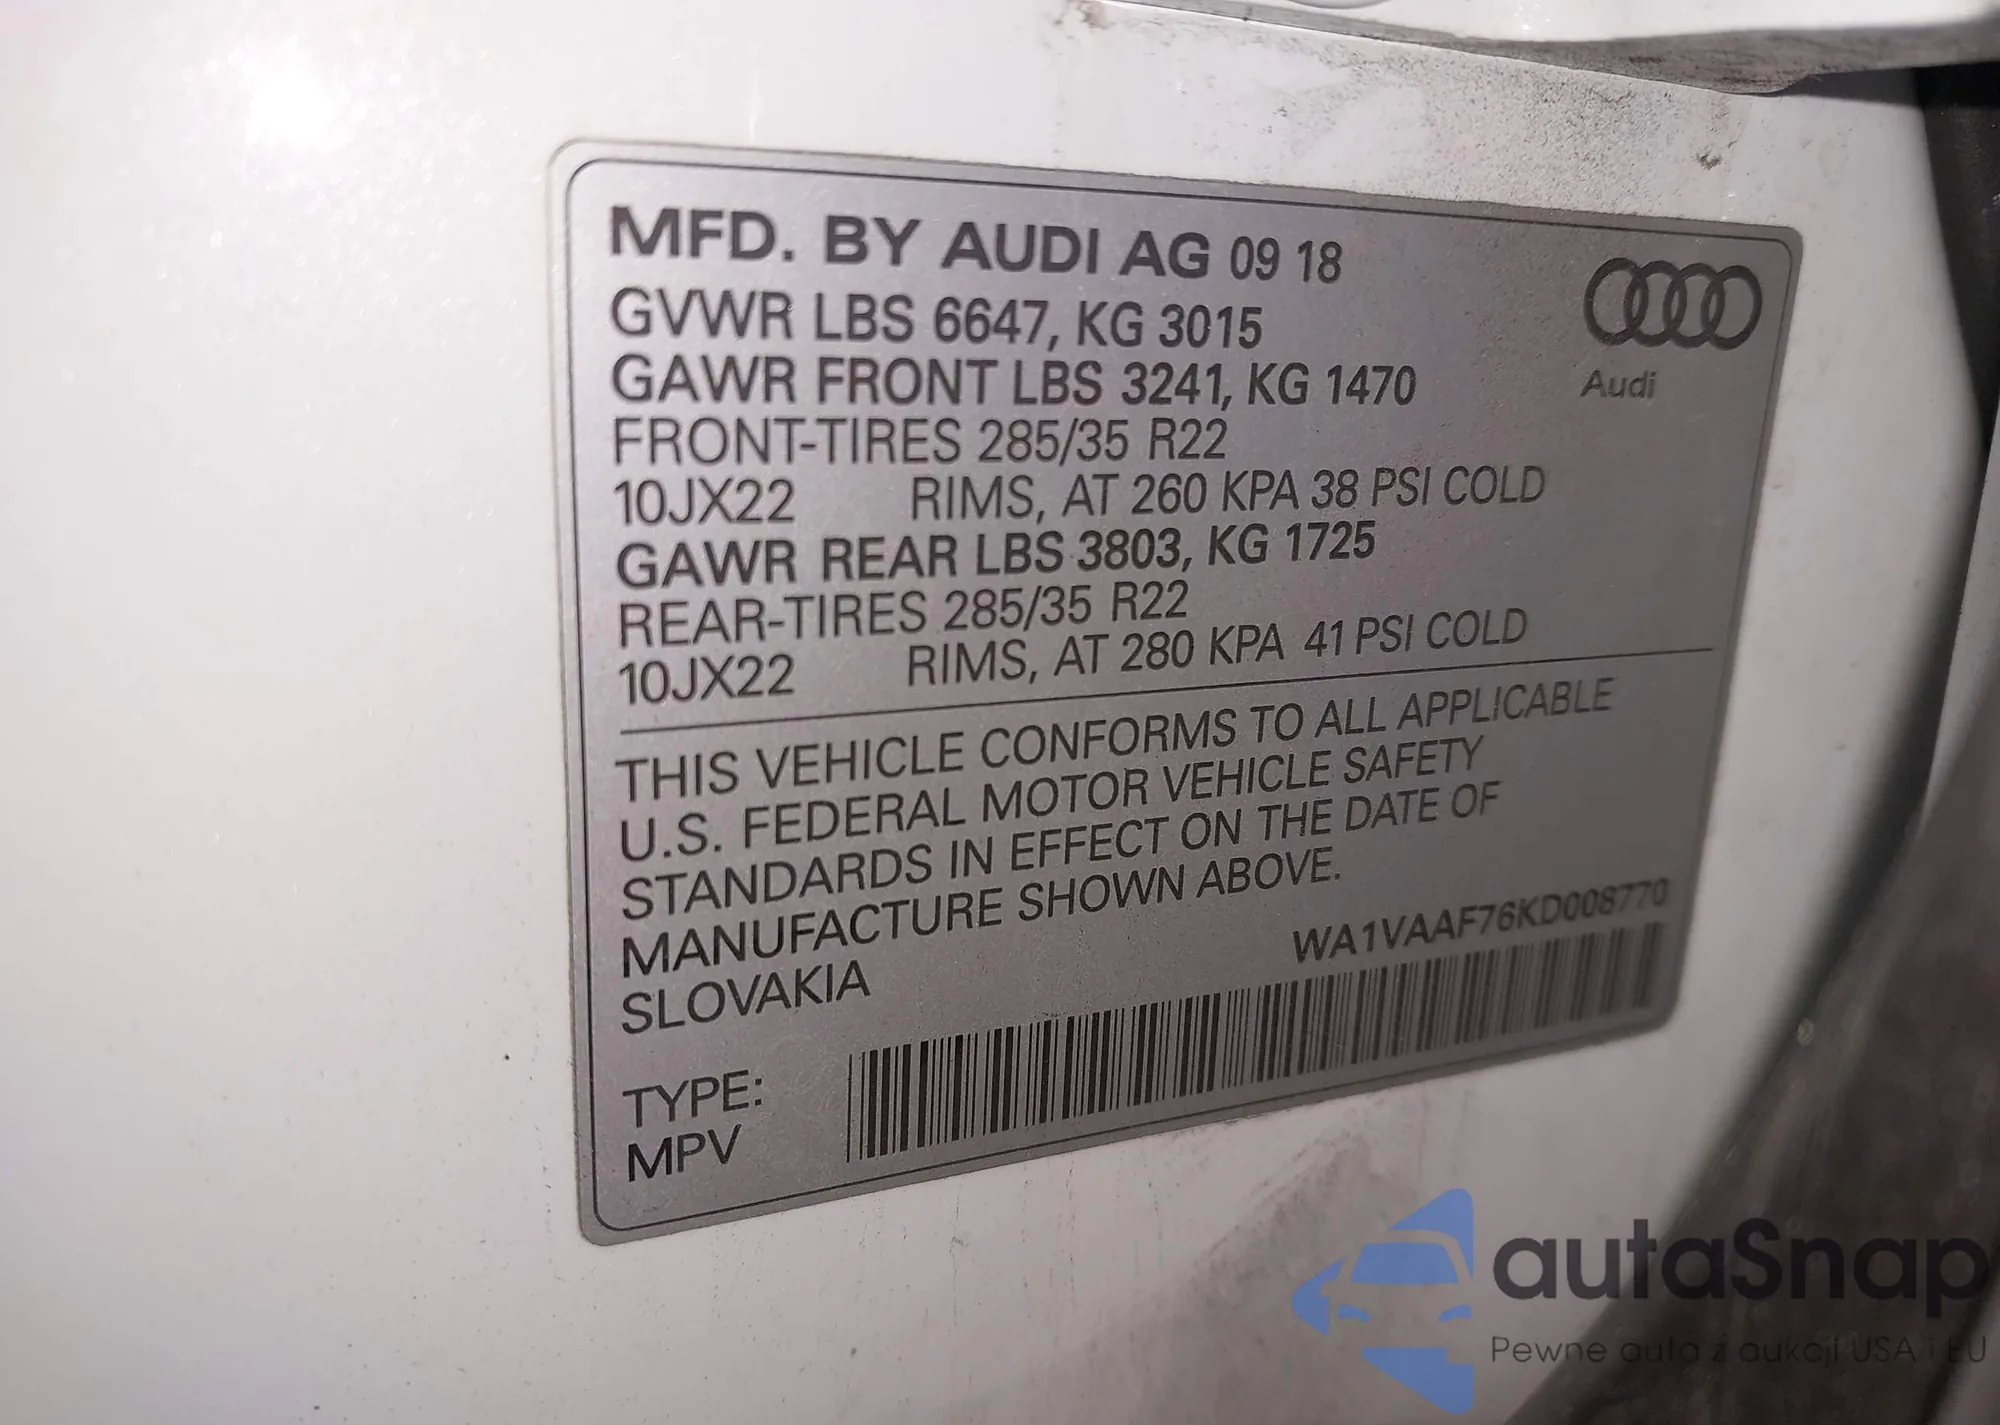 MFD. BY AUDI AG 09 18
GVWR LBS 6647, KG 3015
GAWR FRONT LBS 3241, KG 1470
Audi
FRONT-TIRES 285/35 R22
10JX22 RIMS, AT 260 KPA 38 PSI COLD
GAWR REAR LBS 3803, KG 1725
REAR-TIRES 285/35 R22
10JX22 RIMS, AT 280 KPA 41 PSI COLD
THIS VEHICLE CONFORMS TO ALL APPLICABLE
U.S. FEDERAL MOTOR VEHICLE SAFETY
STANDARDS IN EFFECT ON THE DATE OF
MANUFACTURE SHOWN ABOVE.
SLOVAKIA
WA1VAAF76KD008770
TYPE:
MPV
autaSnap
Pewne auta z aukcji USA i EU